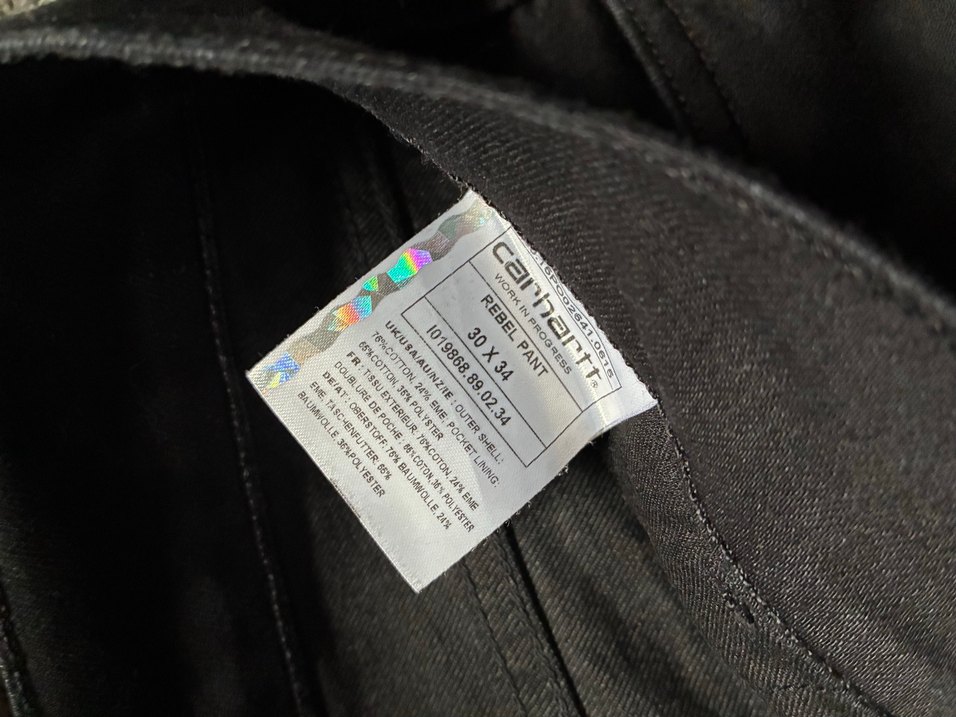 carhartt®
WORK IN PROGRESS
REBEL PANT
30 X 34
I019868.89.02.34
UK/USA/AU/NZ/IE : OUTER SHELL:
76%COTTON, 24% EME. POCKET LINING:
65%COTTON, 35% POLYSTER
FR : TISSU EXTERIEUR: 76%COTON, 24% EME
DOUBLURE DE POCHE : 65%COTON,35% POLYESTER
DE/AT: OBERSTOFF: 76% BAUMWOLLE, 24%
EME. TASCHENFUTTER: 65%
BAUMWOLLE, 35%POLYESTER